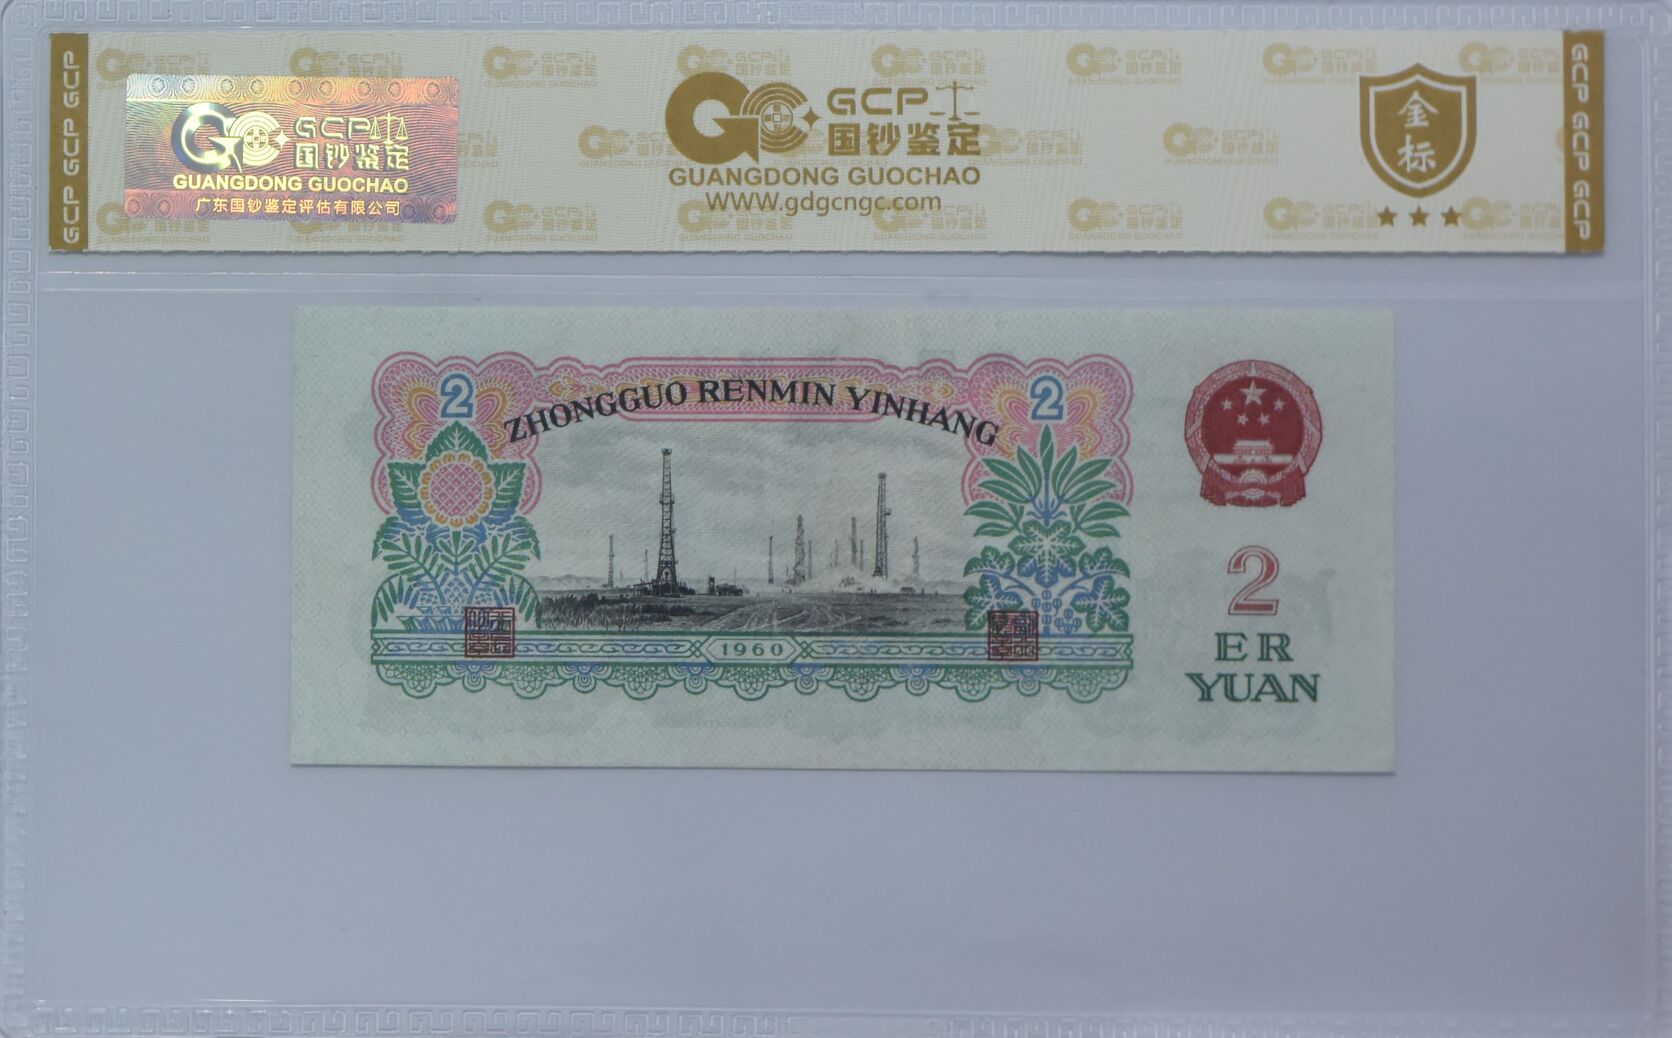 GCP GCP GCP
GCP 国钞鉴定
GUANGDONG GUOCHAO
广东国钞鉴定评估有限公司
GCP
国钞鉴定
GUANGDONG GUOCHAO
WWW.gdgcngc.com
金标
GCP GCP GCP
ZHONGGUO RENMIN YINHANG
2
2
1960
2
ER
YUAN